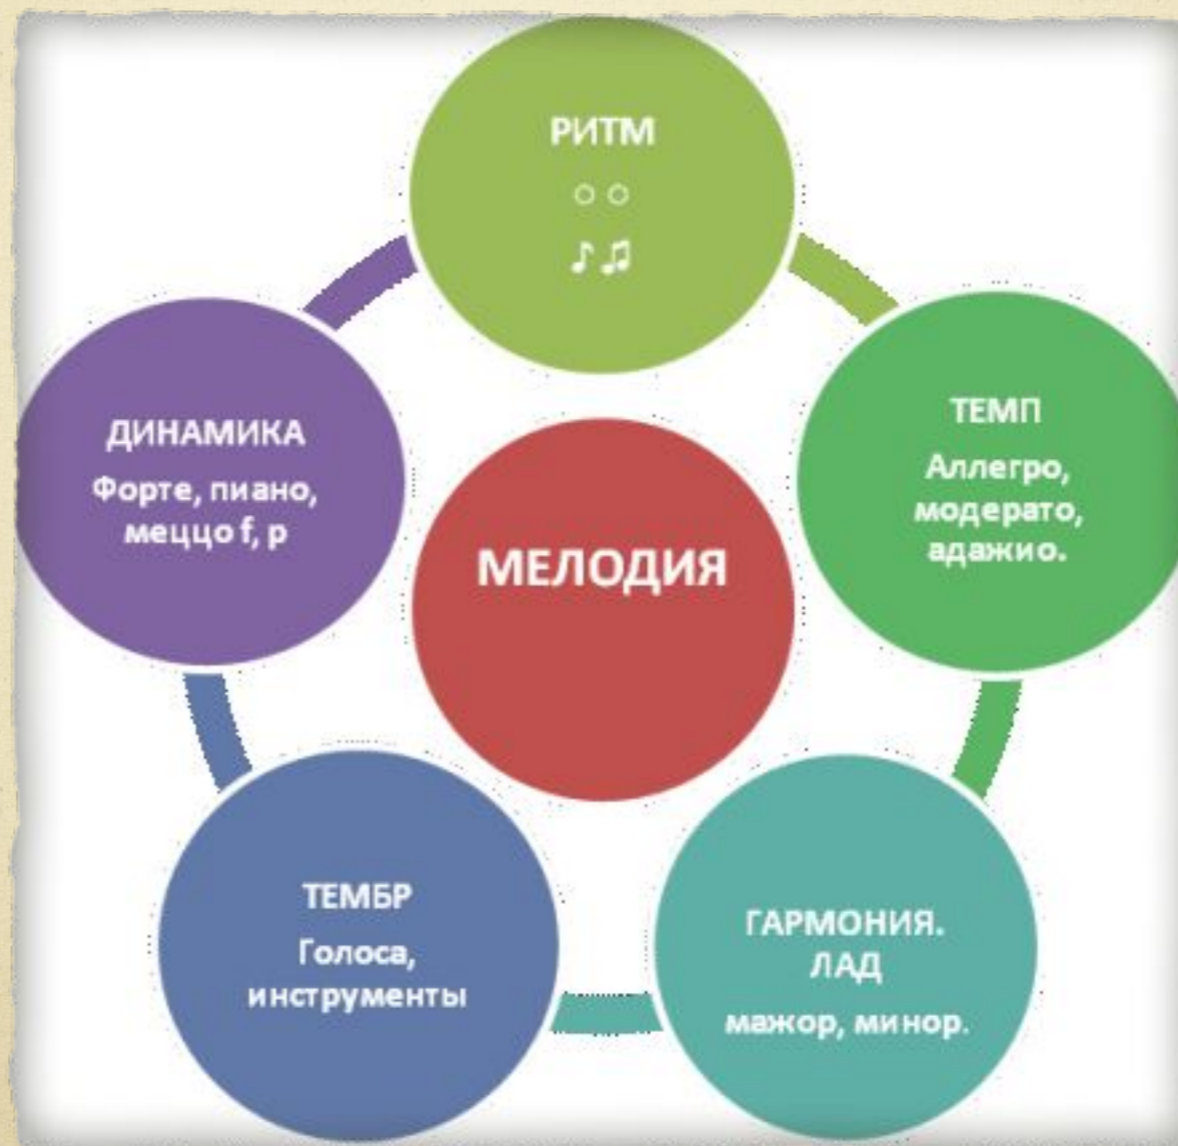 РИТМ
○ ○
♪♫
ТЕМП
Аллегро,
модерато,
адажио.
ГАРМОНИЯ.
ЛАД
мажор, минор.
ТЕМБР
Голоса,
инструменты
ДИНАМИКА
Форте, пиано,
меццо f, p
МЕЛОДИЯ